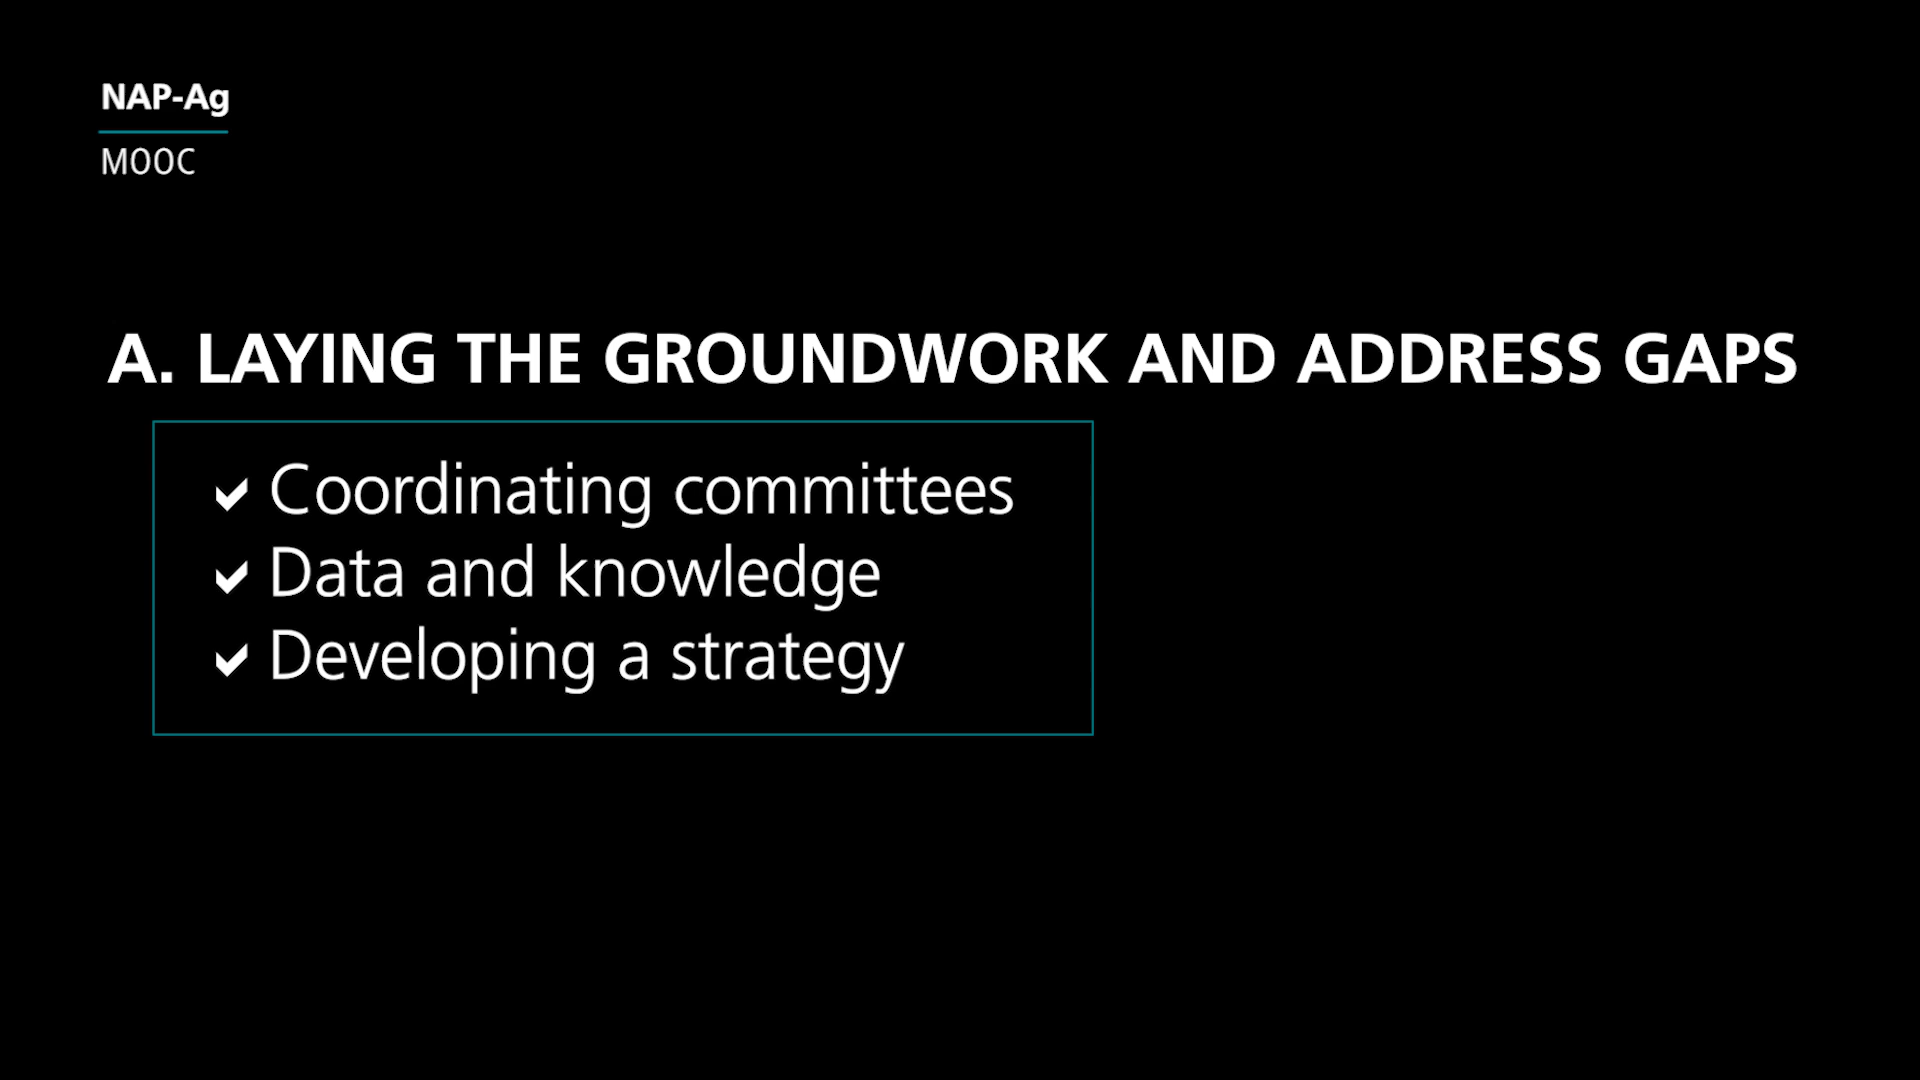 NAP-Ag
MOOC
A. LAYING THE GROUNDWORK AND ADDRESS GAPS
✓ Coordinating committees
✓ Data and knowledge
✓ Developing a strategy